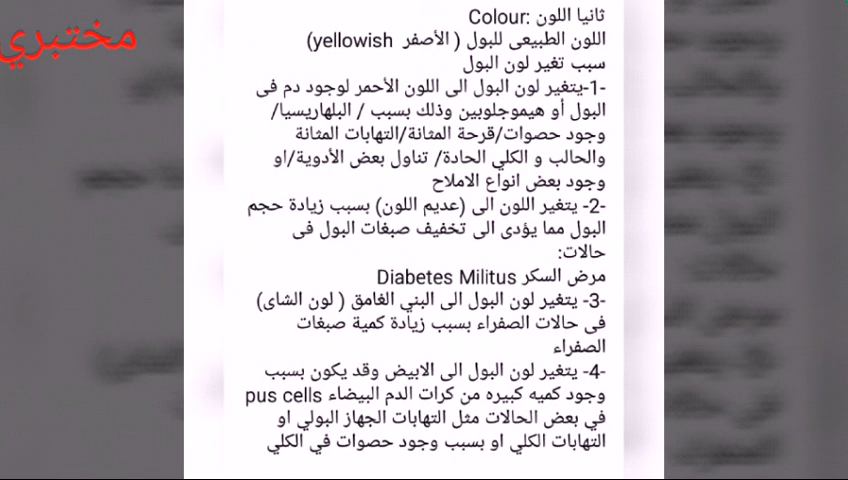 مختبري
ثانيا اللون :Colour
اللون الطبيعى للبول ( الأصفر yellowish)
سبب تغير لون البول
-1-يتغير لون البول الى اللون الأحمر لوجود دم فى
البول أو هيموجلوبين وذلك بسبب / البلهاريسيا/
وجود حصوات/قرحة المثانة/التهابات المثانة
والحالب و الكلي الحادة/ تناول بعض الأدوية/او
وجود بعض انواع الاملاح
-2- يتغير اللون الى (عديم اللون) بسبب زيادة حجم
البول مما يؤدى الى تخفيف صبغات البول فى
حالات:
مرض السكر Diabetes Militus
-3- يتغير لون البول الى البني الغامق ( لون الشاى)
فى حالات الصفراء بسبب زيادة كمية صبغات
الصفراء
-4- يتغير لون البول الى الابيض وقد يكون بسبب
وجود كميه كبيره من كرات الدم البيضاء pus cells
في بعض الحالات مثل التهابات الجهاز البولي او
التهابات الكلي او بسبب وجود حصوات في الكلي